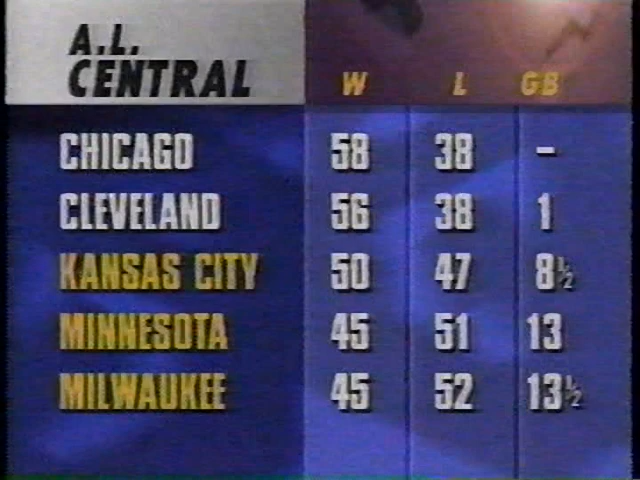 A.L.
CENTRAL W L GB
CHICAGO 58 38 –
CLEVELAND 56 38 1
KANSAS CITY 50 47 8½
MINNESOTA 45 51 13
MILWAUKEE 45 52 13½